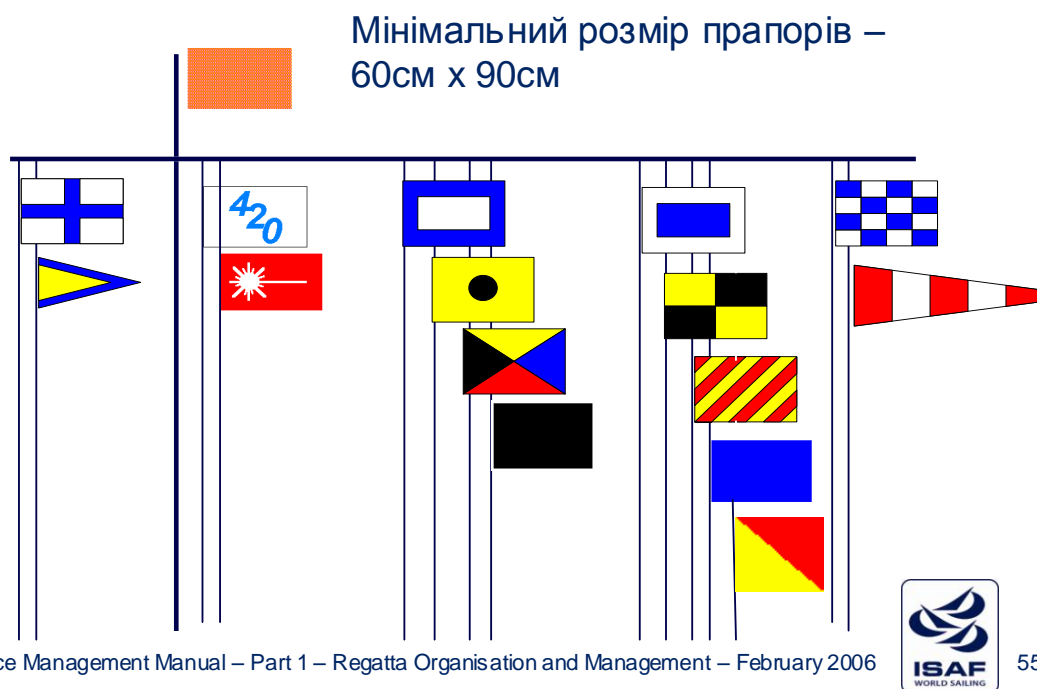 Мінімальний розмір прапорів –
60см x 90см
420
ce Management Manual – Part 1 – Regatta Organisation and Management – February 2006
55
ISAF
WORLD SAILING